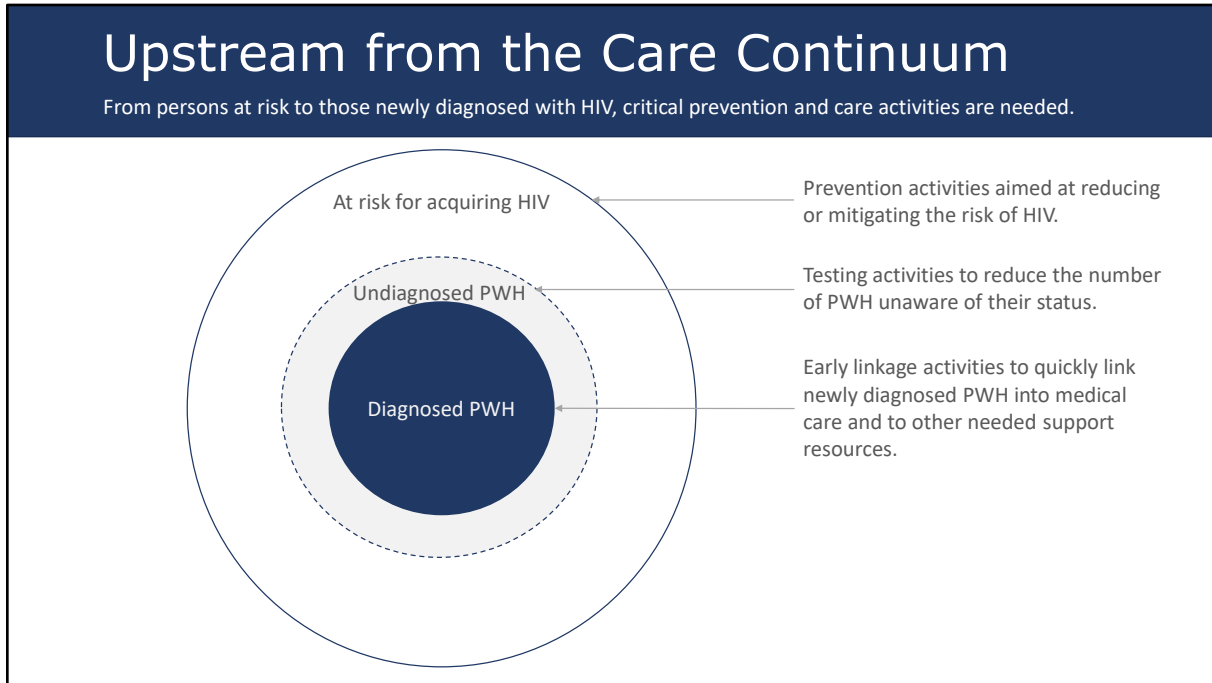 Upstream from the Care Continuum
From persons at risk to those newly diagnosed with HIV, critical prevention and care activities are needed.
At risk for acquiring HIV
Prevention activities aimed at reducing
or mitigating the risk of HIV.
Undiagnosed PWH
Testing activities to reduce the number
of PWH unaware of their status.
Diagnosed PWH
Early linkage activities to quickly link
newly diagnosed PWH into medical
care and to other needed support
resources.